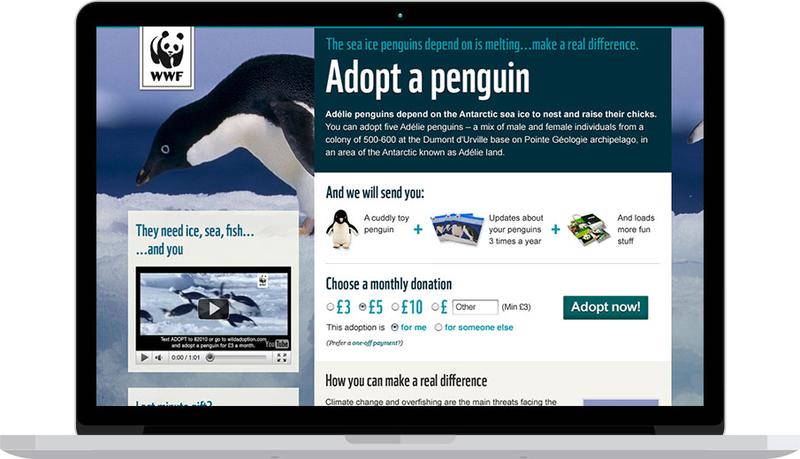 WWF
The sea ice penguins depend on is melting...make a real difference.
Adopt a penguin
Adélie penguins depend on the Antarctic sea ice to nest and raise their chicks.
You can adopt five Adélie penguins – a mix of male and female individuals from a
colony of 500-600 at the Dumont d'Urville base on Pointe Géologie archipelago, in
an area of the Antarctic known as Adélie land.
And we will send you:
A cuddly toy
penguin
+
Updates about
your penguins
3 times a year
+
And loads
more fun
stuff
They need ice, sea, fish...
...and you
WWF
Text ADOPT to 82010 or go to wildadoption.com
and adopt a penguin for £3 a month.
YouTube
0:00 / 1:01
Choose a monthly donation
£3 £5 £10 £ Other (Min £3)
Adopt now!
This adoption is for me for someone else
(Prefer a one-off payment?)
How you can make a real difference
Climate change and overfishing are the main threats facing the
Last minute gift?